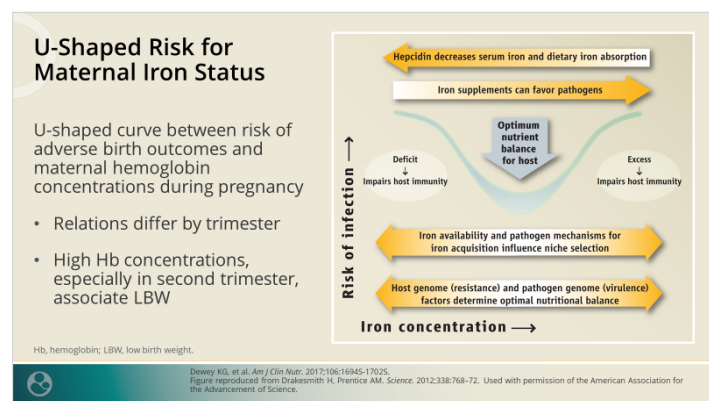 U-Shaped Risk for
Maternal Iron Status
U-shaped curve between risk of
adverse birth outcomes and
maternal hemoglobin
concentrations during pregnancy
• Relations differ by trimester
• High Hb concentrations,
especially in second trimester,
associate LBW
Hb, hemoglobin; LBW, low birth weight.
Hepcidin decreases serum iron and dietary iron absorption
Iron supplements can favor pathogens
Optimum
nutrient
balance
for host
Deficit
↓
Impairs host immunity
Excess
↓
Impairs host immunity
Iron availability and pathogen mechanisms for
iron acquisition influence niche selection
Host genome (resistance) and pathogen genome (virulence)
factors determine optimal nutritional balance
Risk of infection →
Iron concentration →
Dewey KG, et al. Am J Clin Nutr. 2017;106:1694S-1702S.
Figure reproduced from Drakesmith H, Prentice AM. Science. 2012;338:768–72. Used with permission of the American Association for
the Advancement of Science.